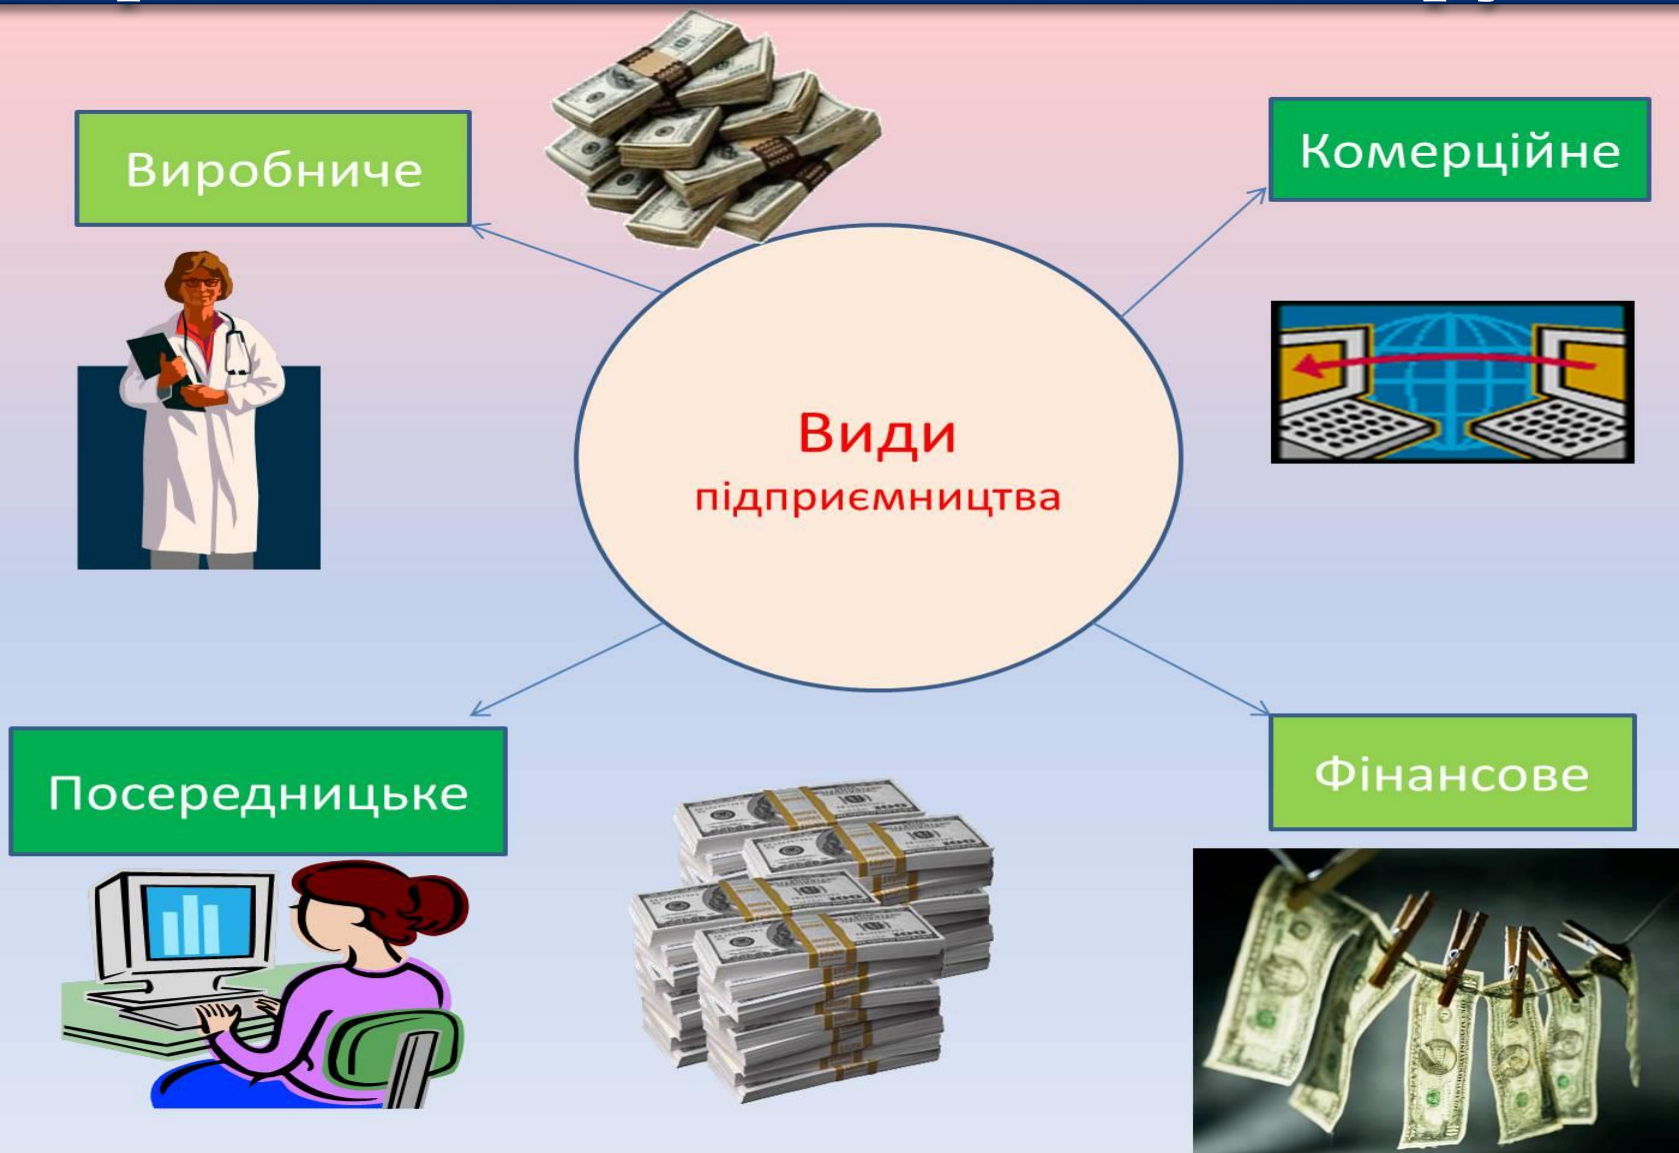 Виробниче
Комерційне
Види
підприємництва
Посередницьке
Фінансове